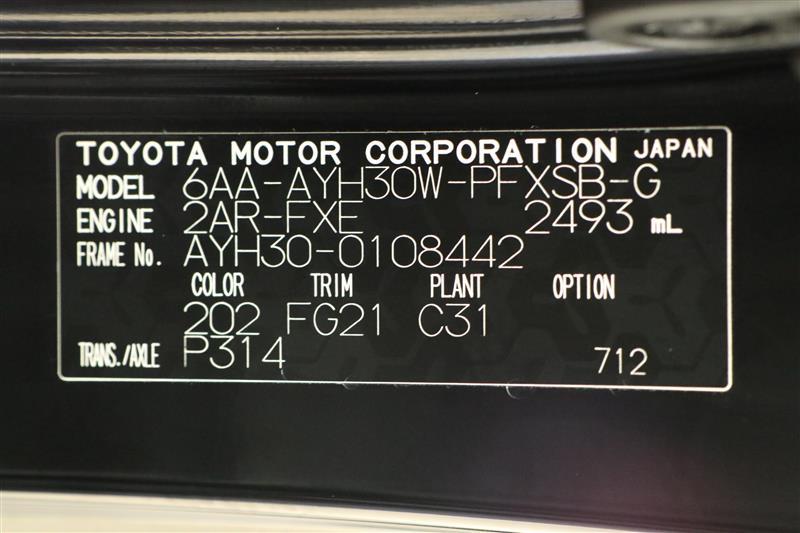 TOYOTA MOTOR CORPORATION JAPAN
MODEL 6AA-AYH30W-PFXSB-G
ENGINE 2AR-FXE 2493 mL
FRAME No. AYH30-0108442
COLOR TRIM PLANT OPTION
202 FG21 C31
TRANS./AXLE P314 712